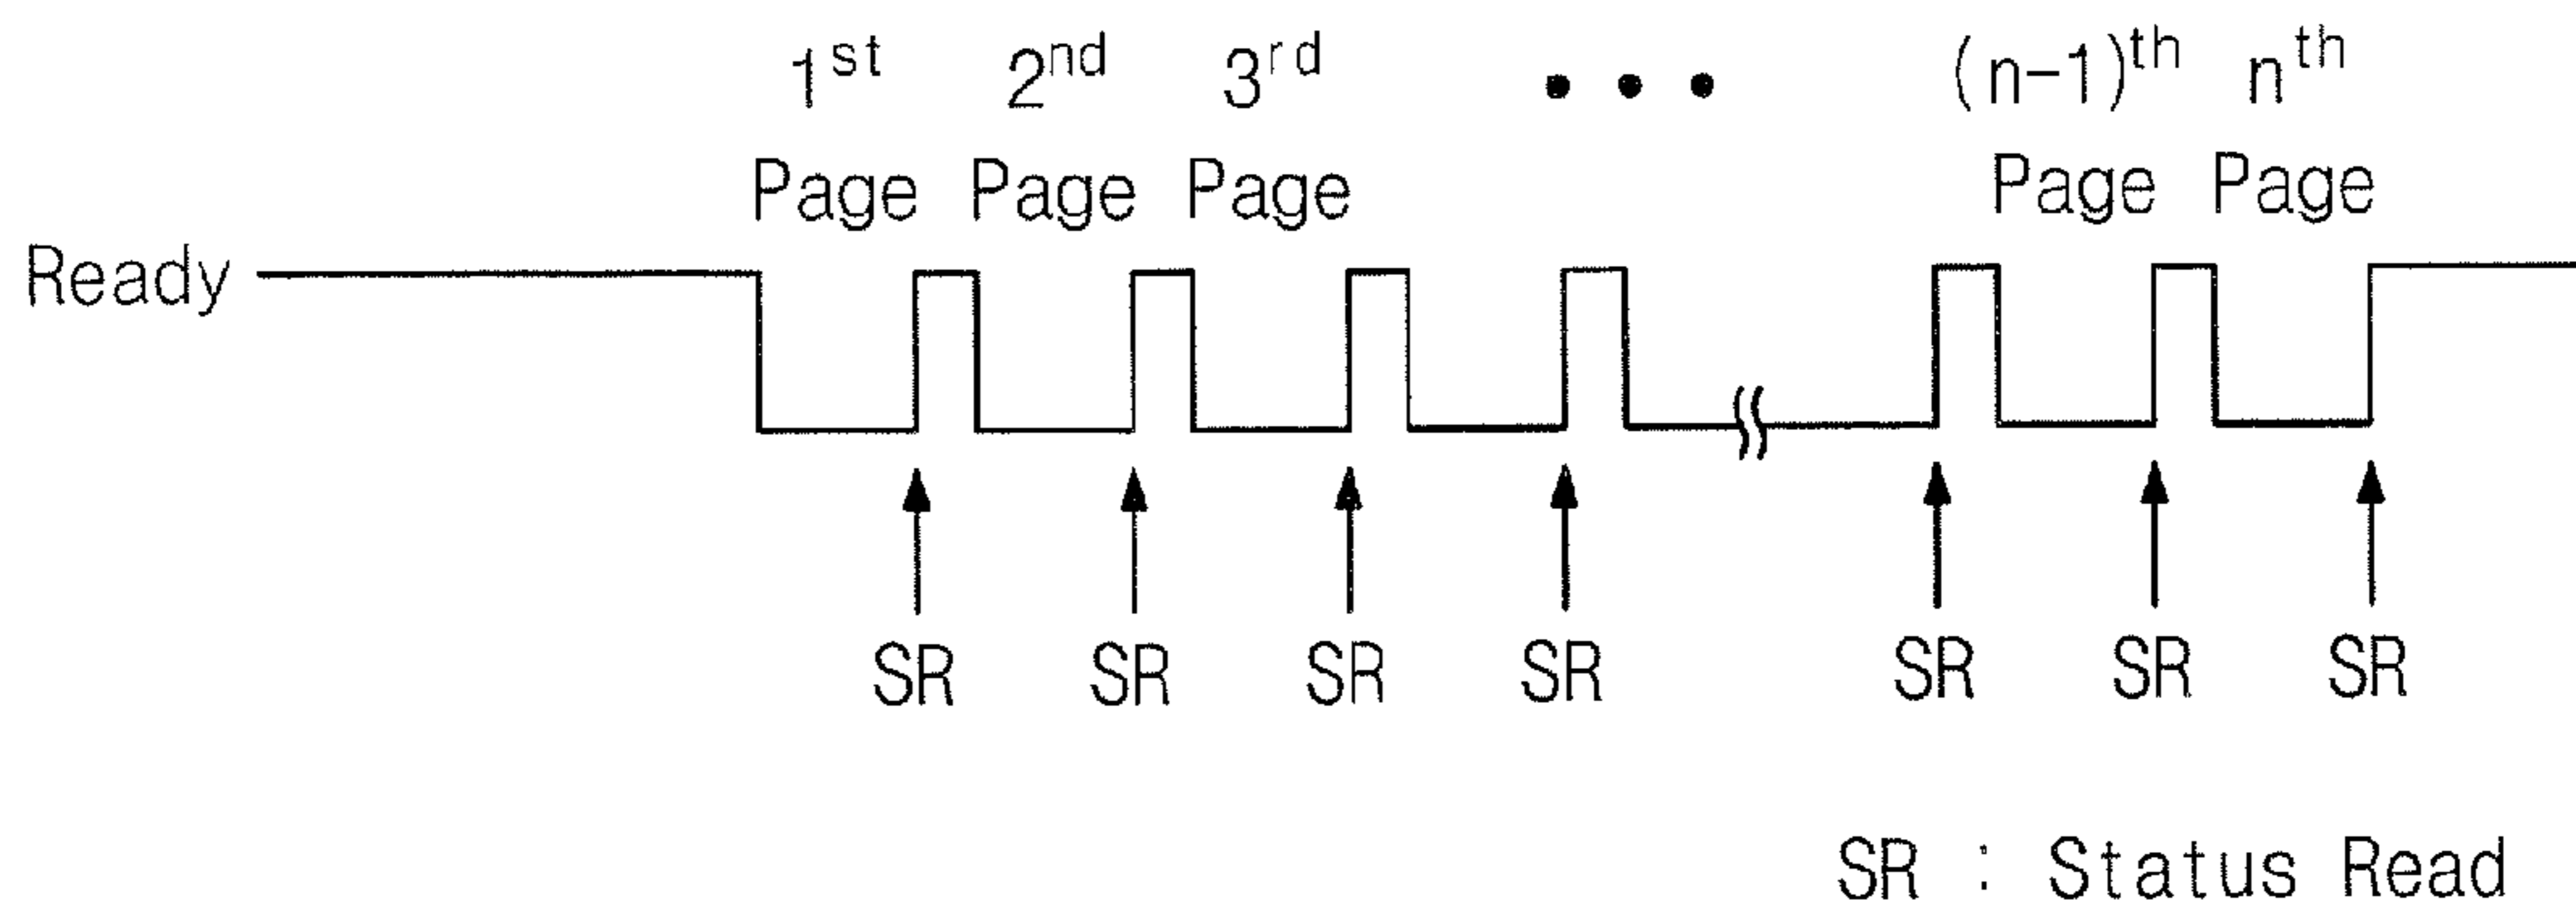 1st 2nd 3rd • • • (n-1)th nth
Page Page Page Page Page
Ready
SR SR SR SR SR SR SR
SR : Status Read